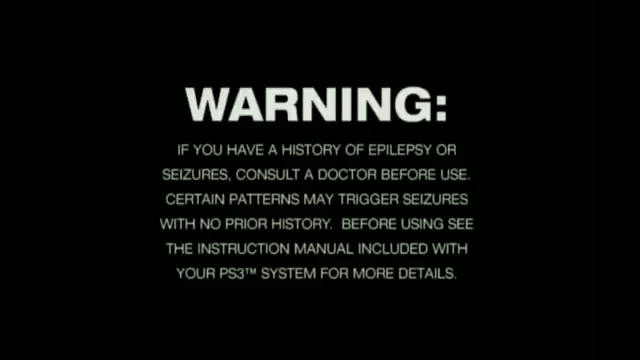 WARNING:
IF YOU HAVE A HISTORY OF EPILEPSY OR
SEIZURES, CONSULT A DOCTOR BEFORE USE.
CERTAIN PATTERNS MAY TRIGGER SEIZURES
WITH NO PRIOR HISTORY.  BEFORE USING SEE
THE INSTRUCTION MANUAL INCLUDED WITH
YOUR PS3™ SYSTEM FOR MORE DETAILS.